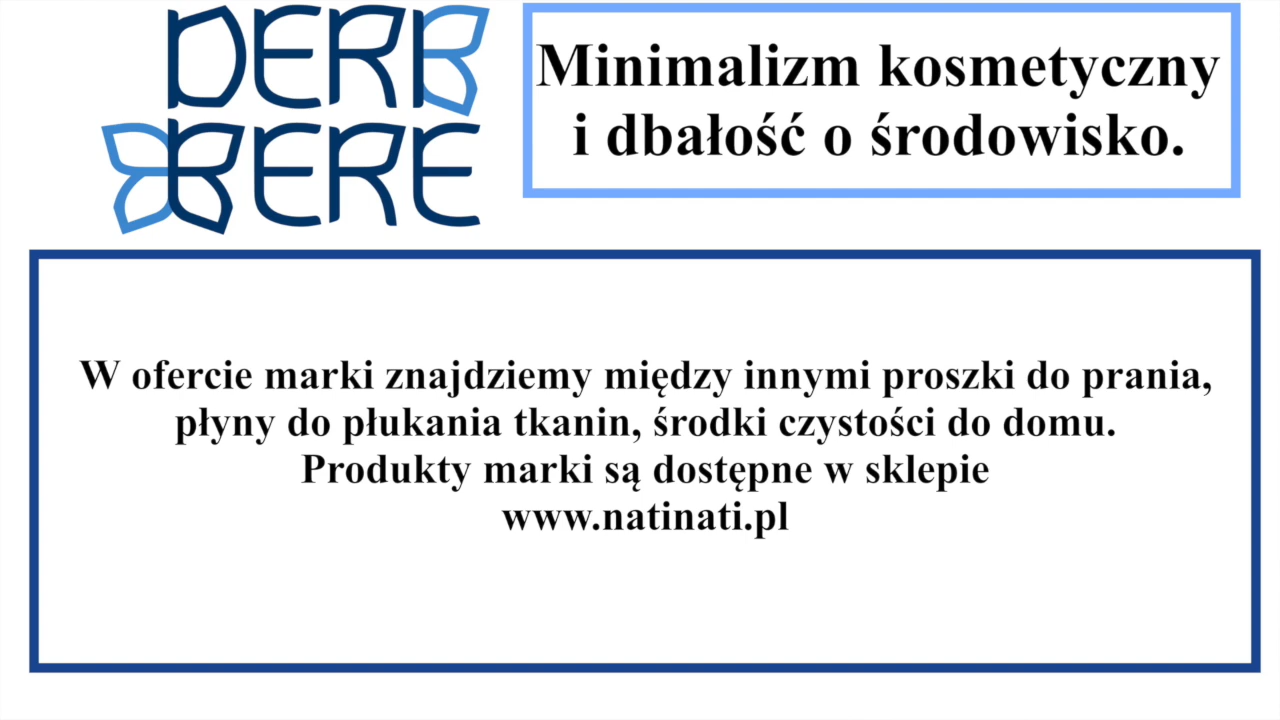 DERI
BERE
Minimalizm kosmetyczny
i dbałość o środowisko.
W ofercie marki znajdziemy między innymi proszki do prania,
płyny do płukania tkanin, środki czystości do domu.
Produkty marki są dostępne w sklepie
www.natinati.pl